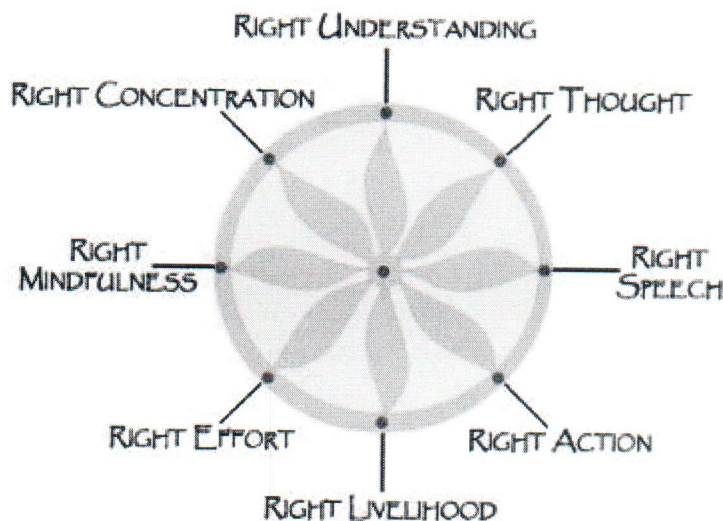 RIGHT UNDERSTANDING
RIGHT THOUGHT
RIGHT SPEECH
RIGHT ACTION
RIGHT LIVELIHOOD
RIGHT EFFORT
RIGHT MINDFULNESS
RIGHT CONCENTRATION